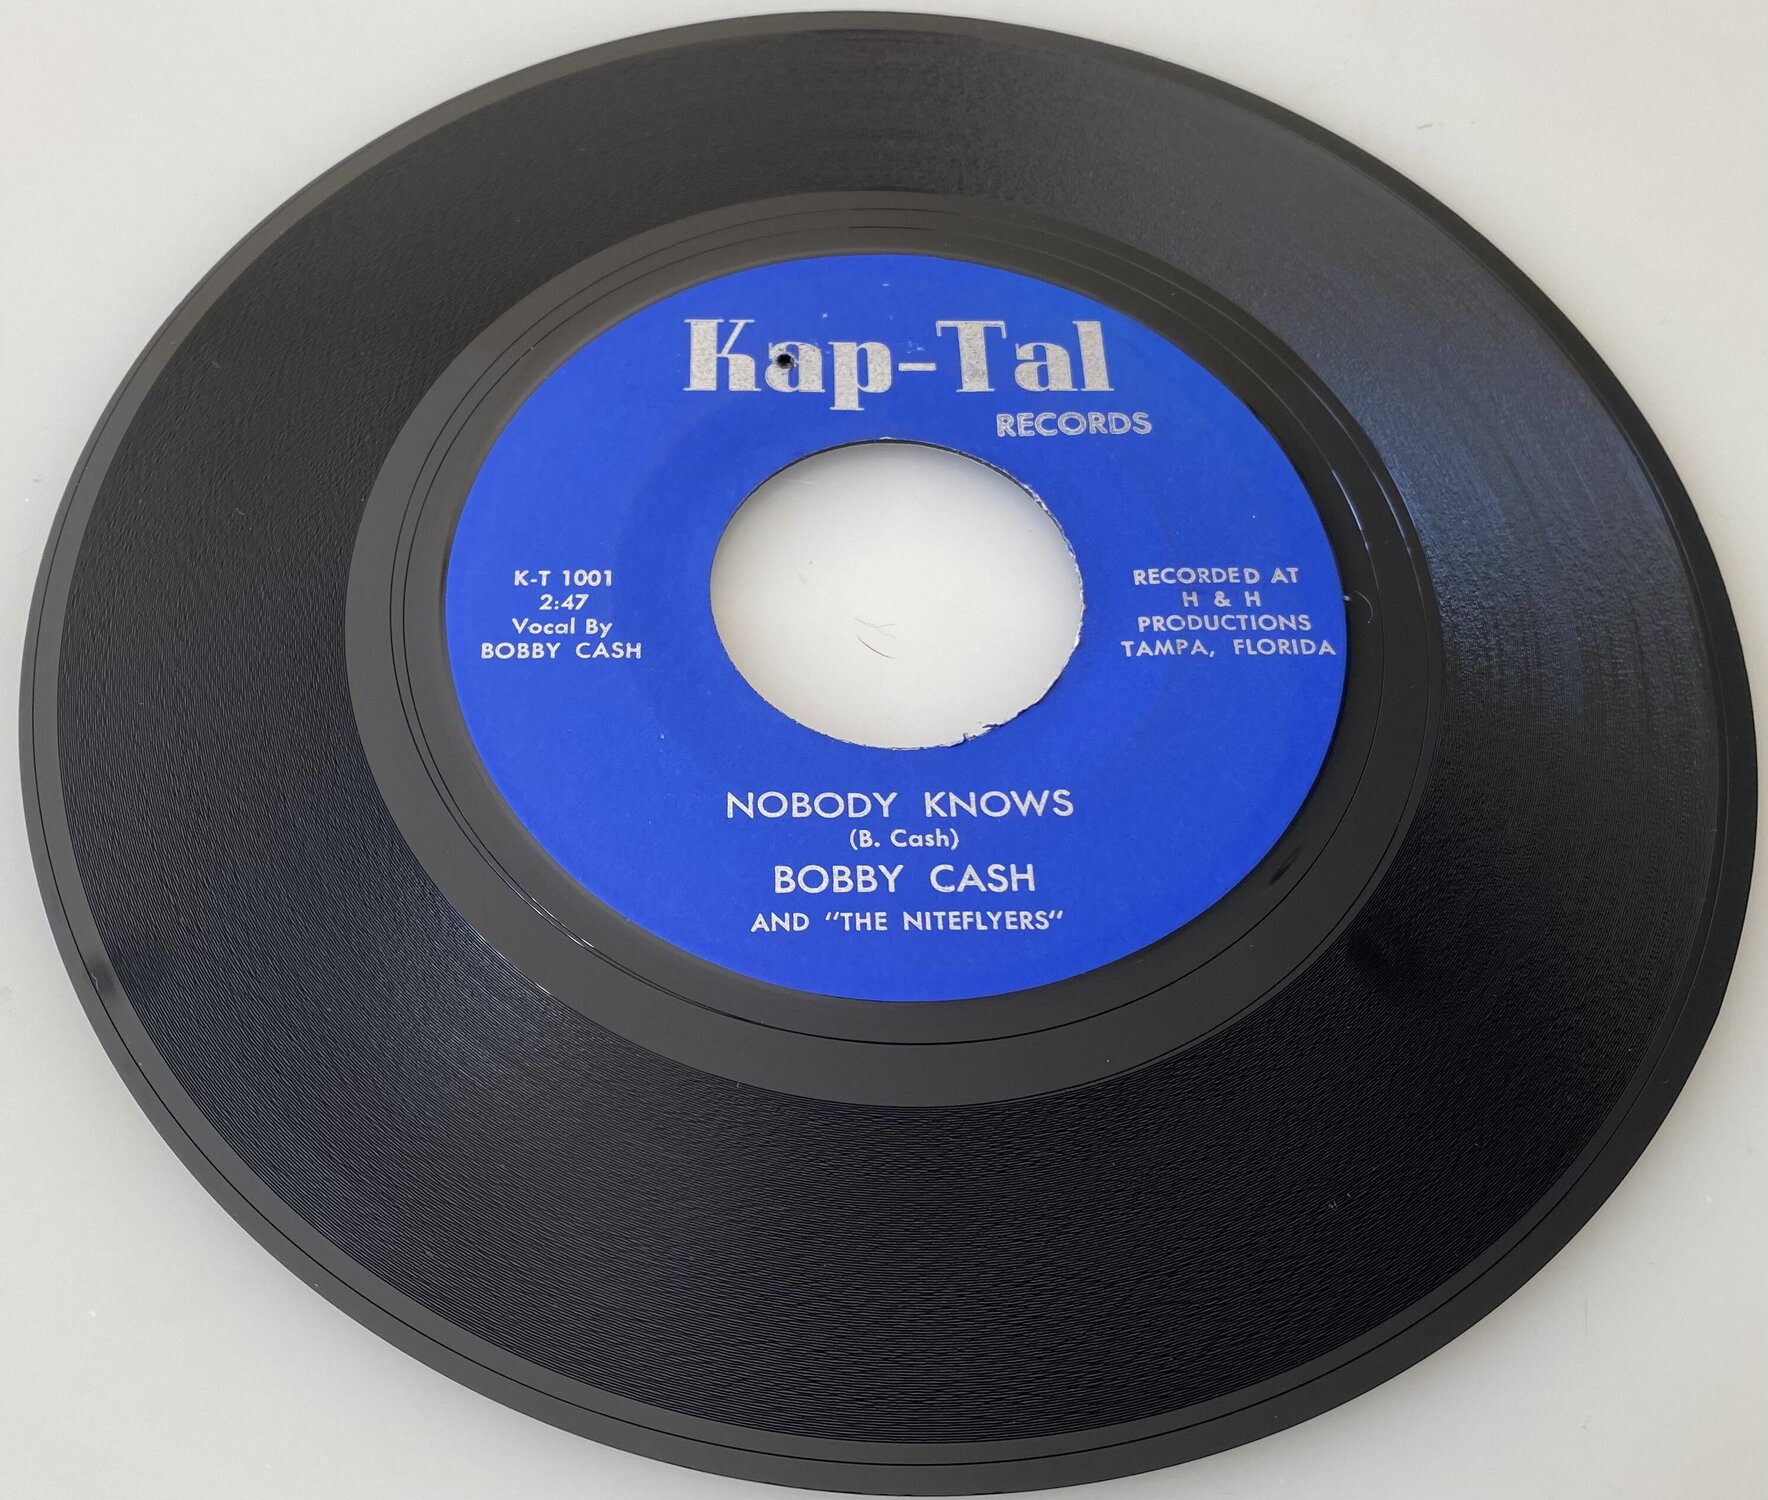 Kap-Tal
RECORDS
K-T 1001
2:47
Vocal By
BOBBY CASH
RECORDED AT
H & H
PRODUCTIONS
TAMPA, FLORIDA
NOBODY KNOWS
(B. Cash)
BOBBY CASH
AND "THE NITEFLYERS"